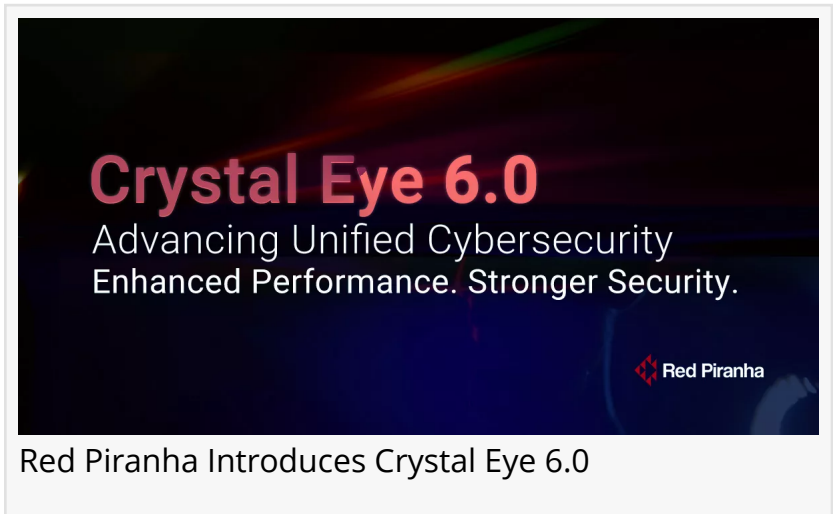 Crystal Eye 6.0
Advancing Unified Cybersecurity
Enhanced Performance. Stronger Security.
Red Piranha
Red Piranha Introduces Crystal Eye 6.0